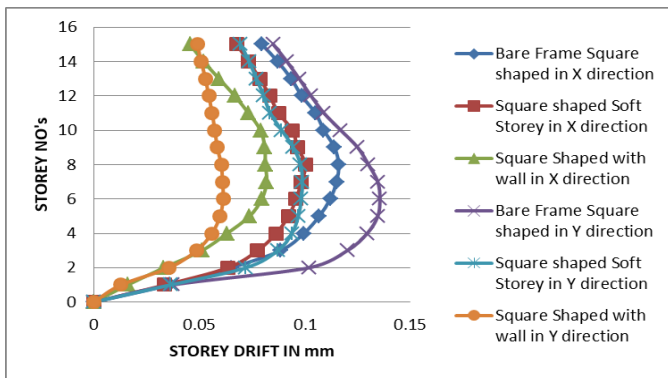 STOREY NO's
16
14
12
10
8
6
4
2
0
0
0.05
0.1
0.15
STOREY DRIFT IN mm
Bare Frame Square
shaped in X direction
Square shaped Soft
Storey in X direction
Square Shaped with
wall in X direction
Bare Frame Square
shaped in Y direction
Square shaped Soft
Storey in Y direction
Square Shaped with
wall in Y direction